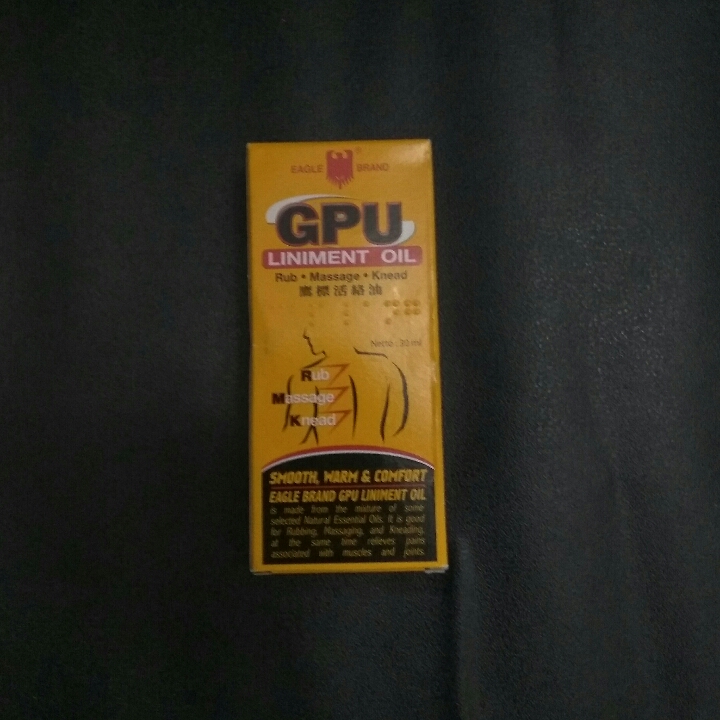 EAGLE BRAND
GPU
LINIMENT OIL
Rub • Massage • Knead
鷹標活絡油
Netto : 30 ml
Rub
Massage
Knead
SMOOTH, WARM & COMFORT
EAGLE BRAND GPU LINIMENT OIL
is made from the mixture of some
selected Natural Essential Oils. It is good
for Rubbing, Massaging, and Kneading,
at the same time relieves pains
associated with muscles and joints.